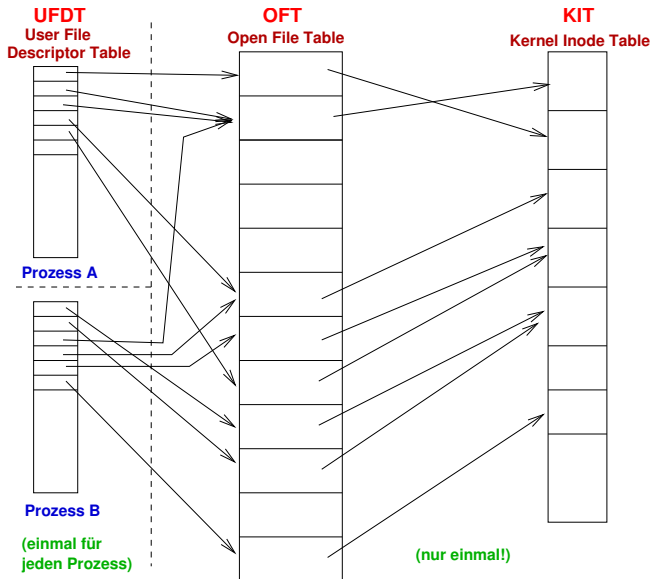 UFDT
User File
Descriptor Table
OFT
Open File Table
KIT
Kernel Inode Table
Prozess A
Prozess B
(einmal für
jeden Prozess)
(nur einmal!)